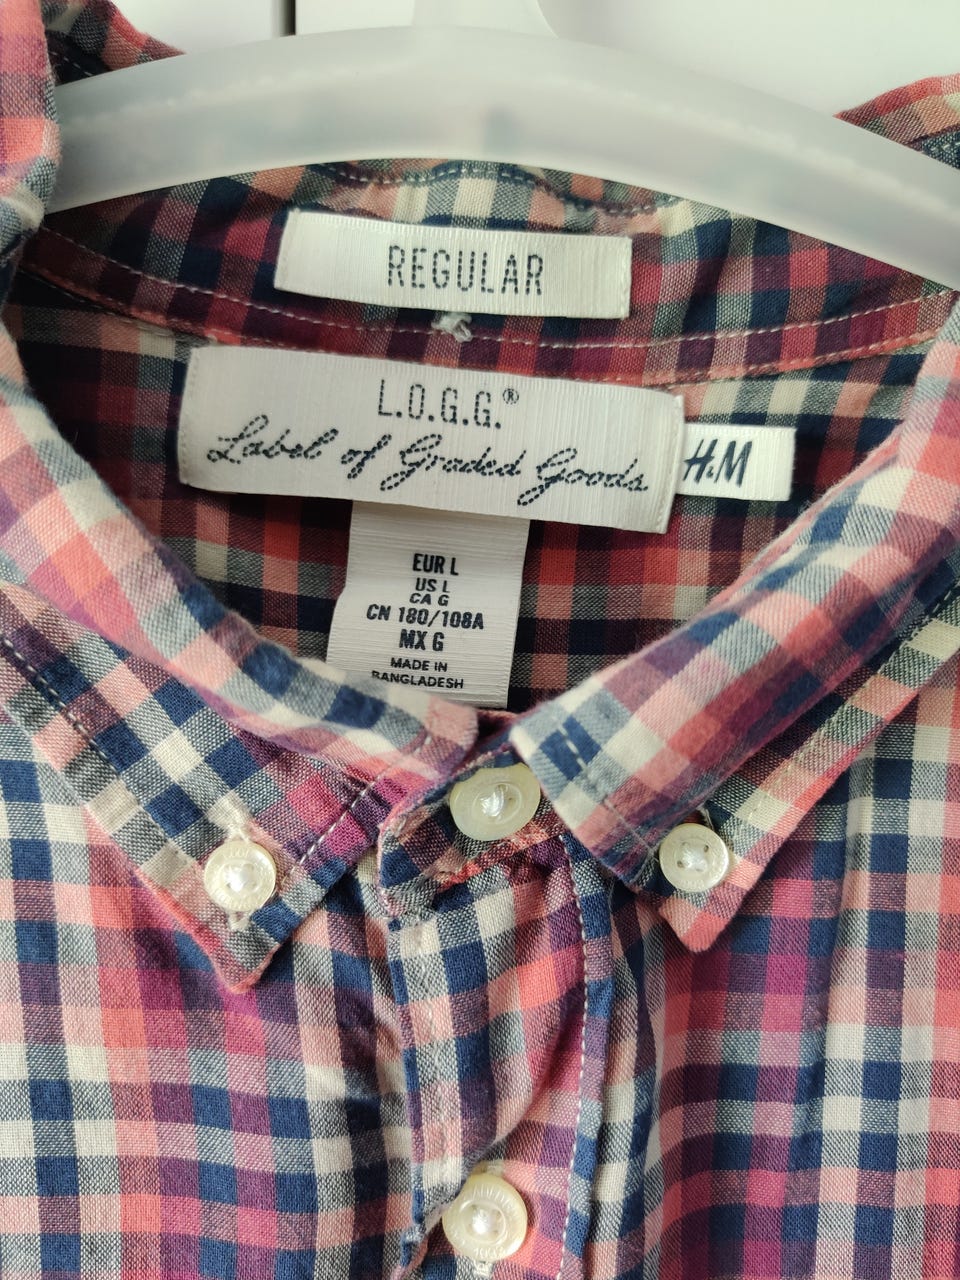 REGULAR
L.O.G.G.®
Label of Graded Goods
H&M
EUR L
US L
CA G
CN 180/108A
MX G
MADE IN
BANGLADESH